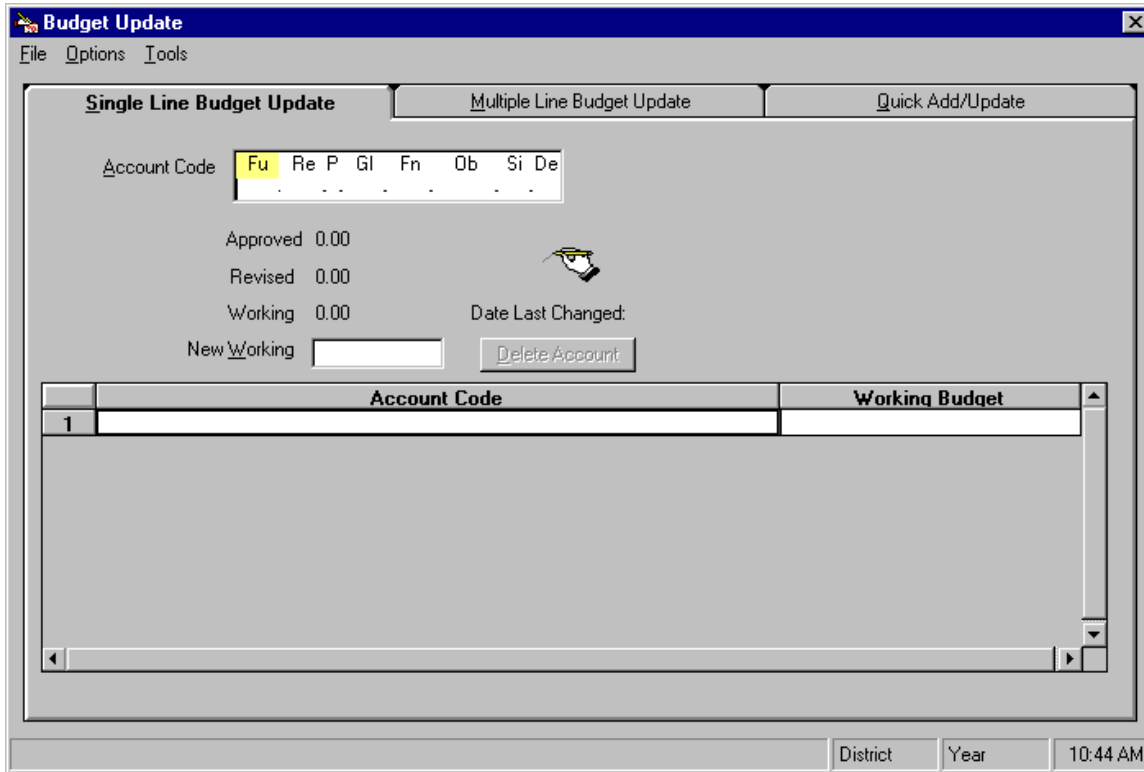 Budget Update
File Options Tools
Single Line Budget Update Multiple Line Budget Update Quick Add/Update
Account Code Fu Re P Gl Fn Ob Si De
. - - - - - -
Approved 0.00
Revised 0.00
Working 0.00 Date Last Changed:
New Working Delete Account
Account Code Working Budget
1
District Year 10:44 AM